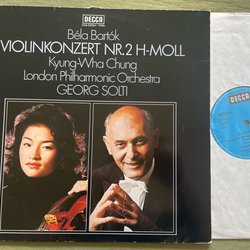 DECCA
Béla Bartók
VIOLINKONZERT NR.2 H-MOLL
Kyung-Wha Chung
London Philharmonic Orchestra
GEORG SOLTI
DECCA